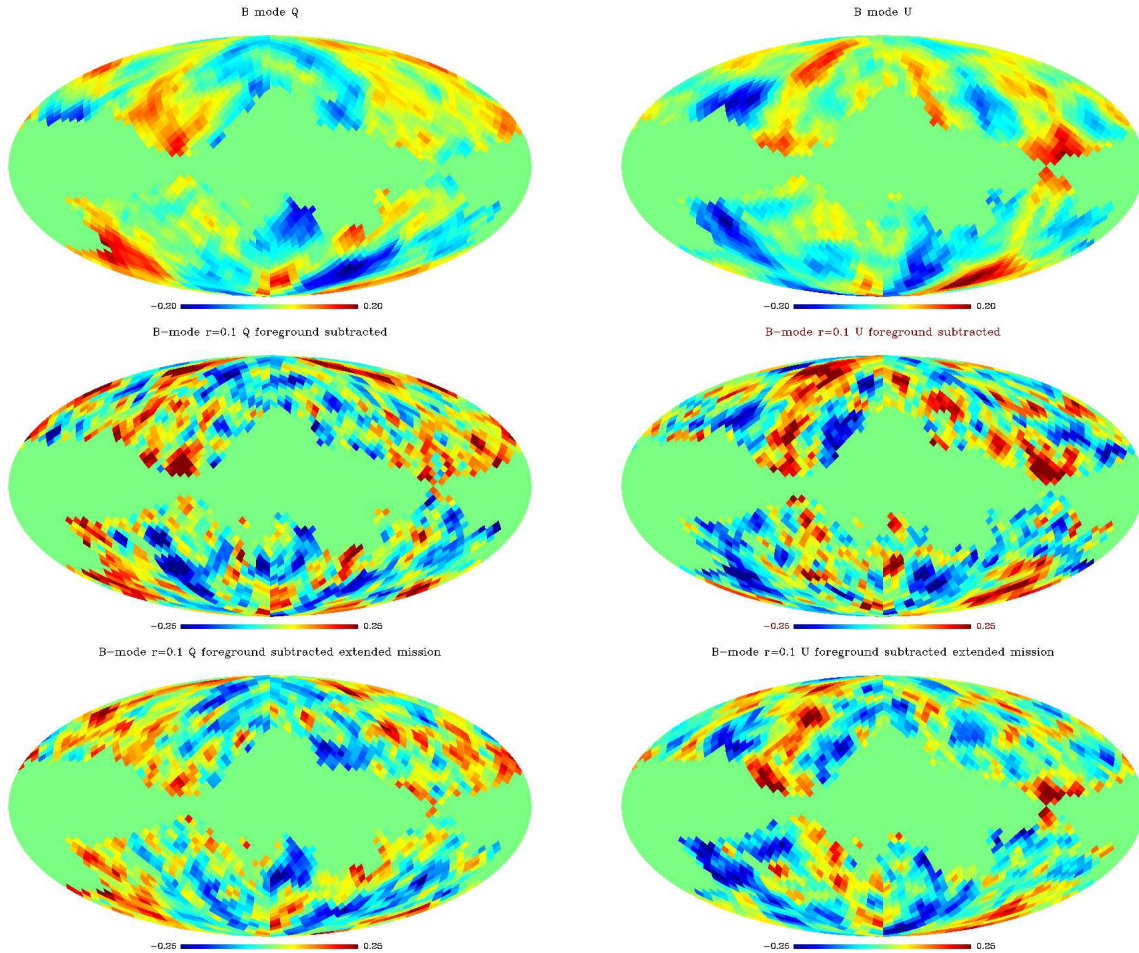 B mode Q
B mode U
-0.20 0.20
-0.20 0.20
B-mode r=0.1 Q foreground subtracted
B-mode r=0.1 U foreground subtracted
-0.25 0.25
-0.25 0.25
B-mode r=0.1 Q foreground subtracted extended mission
B-mode r=0.1 U foreground subtracted extended mission
-0.25 0.25
-0.25 0.25